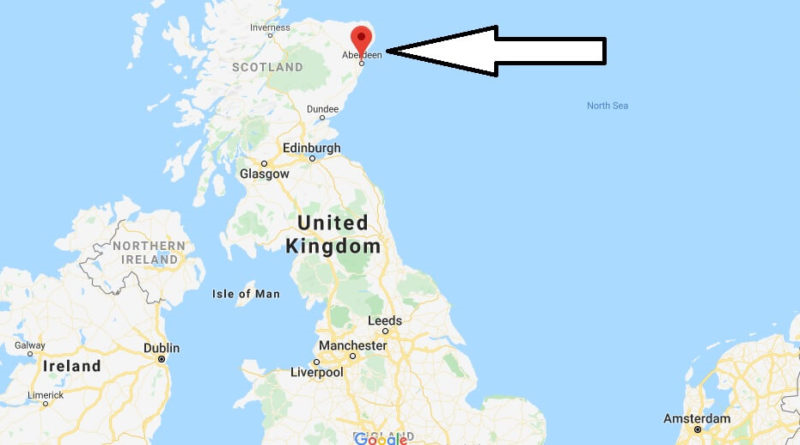 Inverness
Aberdeen
SCOTLAND
North Sea
Dundee
Edinburgh
Glasgow
United
Kingdom
NORTHERN
IRELAND
Isle of Man
Leeds
Galway
Dublin
Manchester
Ireland
Liverpool
Limerick
Amsterdam
ENGLAND
Google